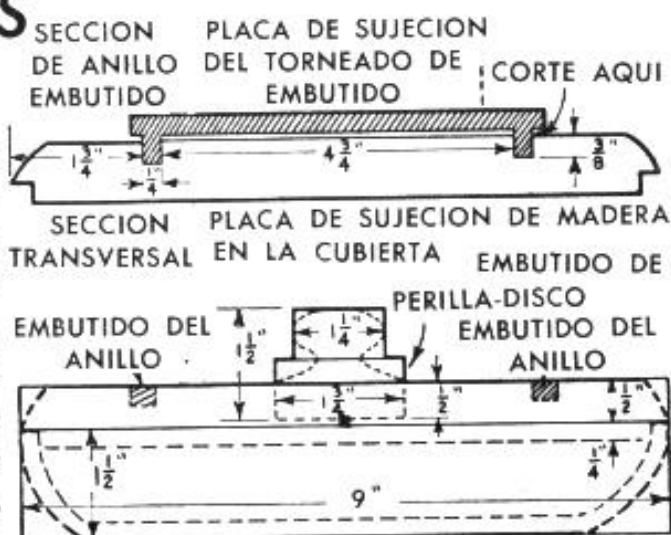 S
SECCION
DE ANILLO
EMBUTIDO
PLACA DE SUJECION
DEL TORNEADO DE
EMBUTIDO
CORTE AQUI
1 3/4"
1/4"
4 3/4"
3/8"
SECCION
TRANSVERSAL
PLACA DE SUJECION DE MADERA
EN LA CUBIERTA
EMBUTIDO DEL
ANILLO
1 1/2"
1 1/4"
PERILLA-DISCO
EMBUTIDO DE
EMBUTIDO DEL
ANILLO
1 3/4"
1/2"
1/2"
1 1/2"
1/4"
9"